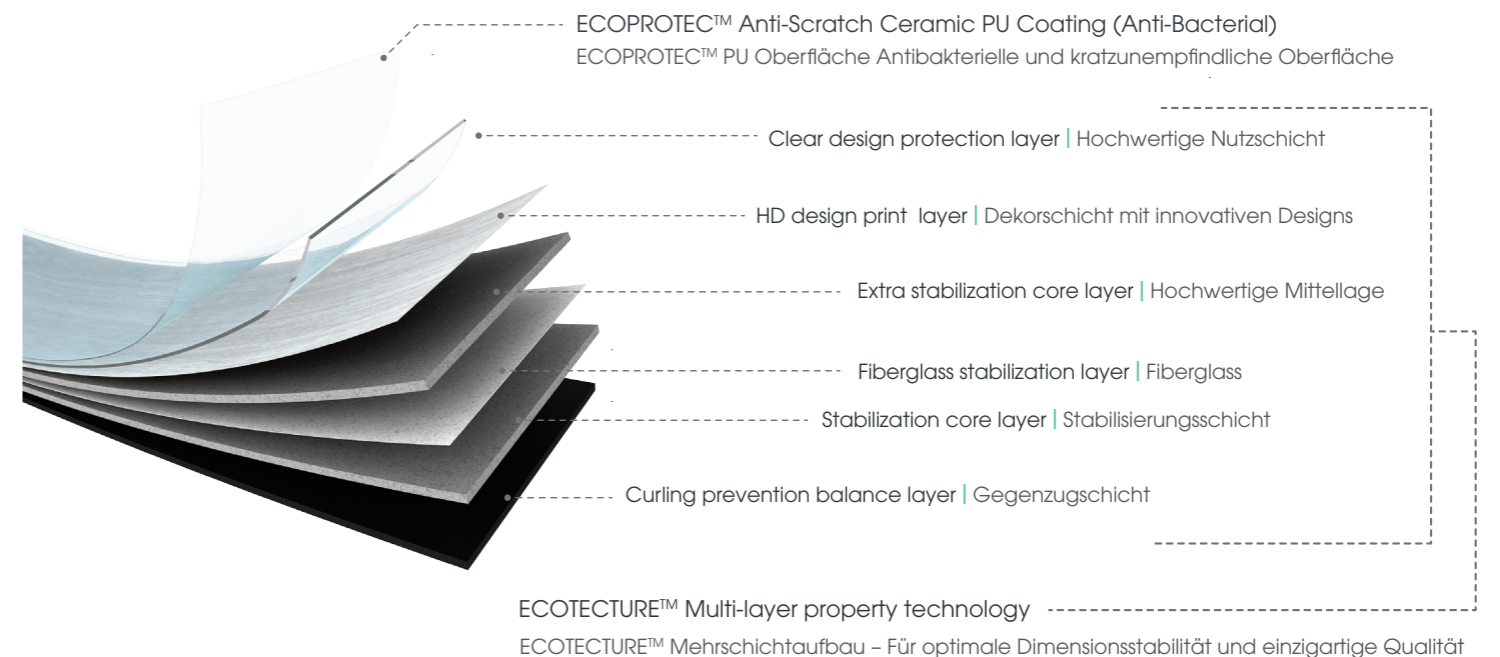 ECOPROTEC™ Anti-Scratch Ceramic PU Coating (Anti-Bacterial)
ECOPROTEC™ PU Oberfläche Antibakterielle und kratzunempfindliche Oberfläche
Clear design protection layer | Hochwertige Nutzschicht
HD design print layer | Dekorschicht mit innovativen Designs
Extra stabilization core layer | Hochwertige Mittellage
Fiberglass stabilization layer | Fiberglass
Stabilization core layer | Stabilisierungsschicht
Curling prevention balance layer | Gegenzugschicht
ECOTECTURE™ Multi-layer property technology
ECOTECTURE™ Mehrschichtaufbau – Für optimale Dimensionsstabilität und einzigartige Qualität